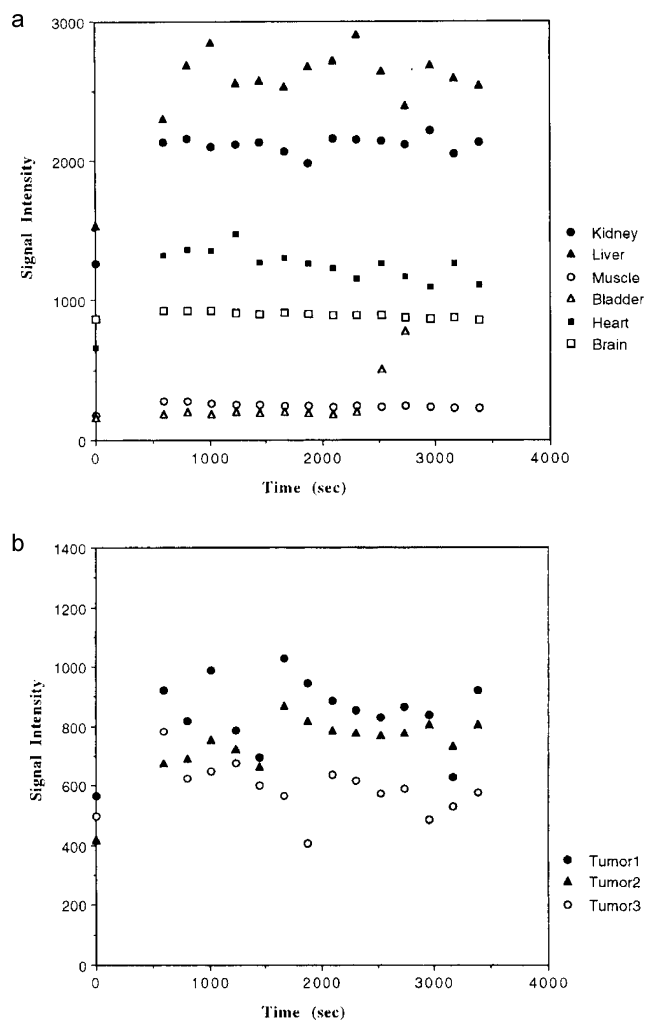 a
3000
2000
1000
0
Signal Intensity
0
1000
2000
3000
4000
Time (sec)
Kidney
Liver
Muscle
Bladder
Heart
Brain
b
1400
1200
1000
800
600
400
200
0
Signal Intensity
0
1000
2000
3000
4000
Time (sec)
Tumor1
Tumor2
Tumor3